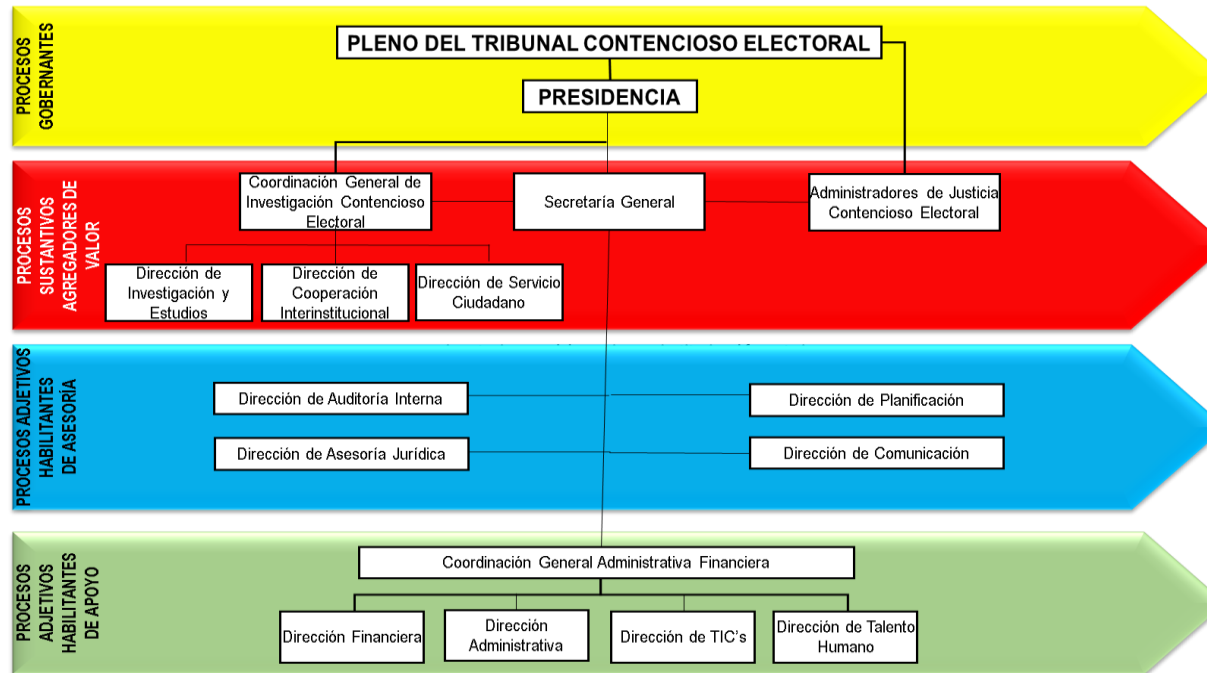 PROCESOS
GOBERNANTES
PLENO DEL TRIBUNAL CONTENCIOSO ELECTORAL
PRESIDENCIA
PROCESOS
SUSTANTIVOS
AGREGADORES DE
VALOR
Coordinación General de
Investigación Contencioso
Electoral
Secretaría General
Administradores de Justicia
Contencioso Electoral
Dirección de
Investigación y
Estudios
Dirección de
Cooperación
Interinstitucional
Dirección de Servicio
Ciudadano
PROCESOS ADJETIVOS
HABILITANTES
DE ASESORÍA
Dirección de Auditoría Interna
Dirección de Planificación
Dirección de Asesoría Jurídica
Dirección de Comunicación
PROCESOS
ADJETIVOS
HABILITANTES
DE APOYO
Coordinación General Administrativa Financiera
Dirección Financiera
Dirección
Administrativa
Dirección de TIC's
Dirección de Talento
Humano